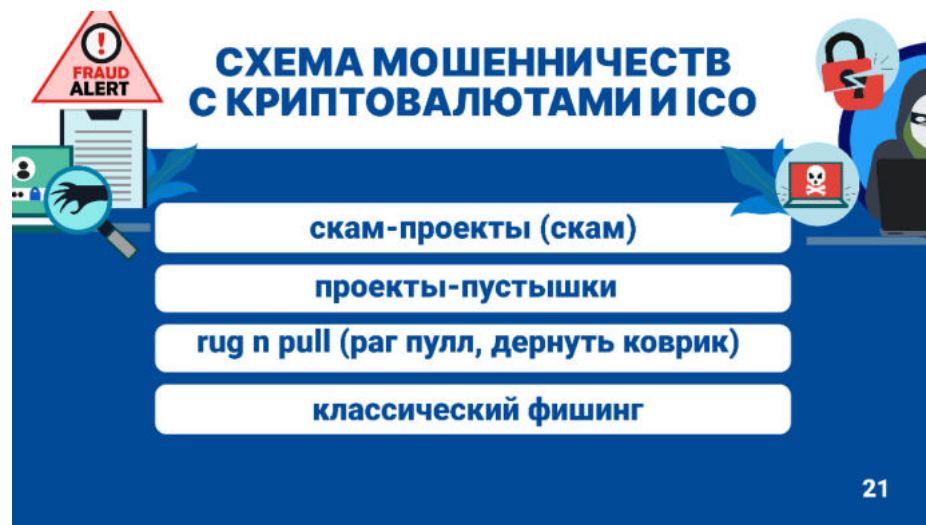 FRAUD
ALERT
СХЕМА МОШЕННИЧЕСТВ
С КРИПТОВАЛЮТАМИ И ICO
скам-проекты (скам)
проекты-пустышки
rug n pull (раг пулл, дернуть коврик)
классический фишинг
21